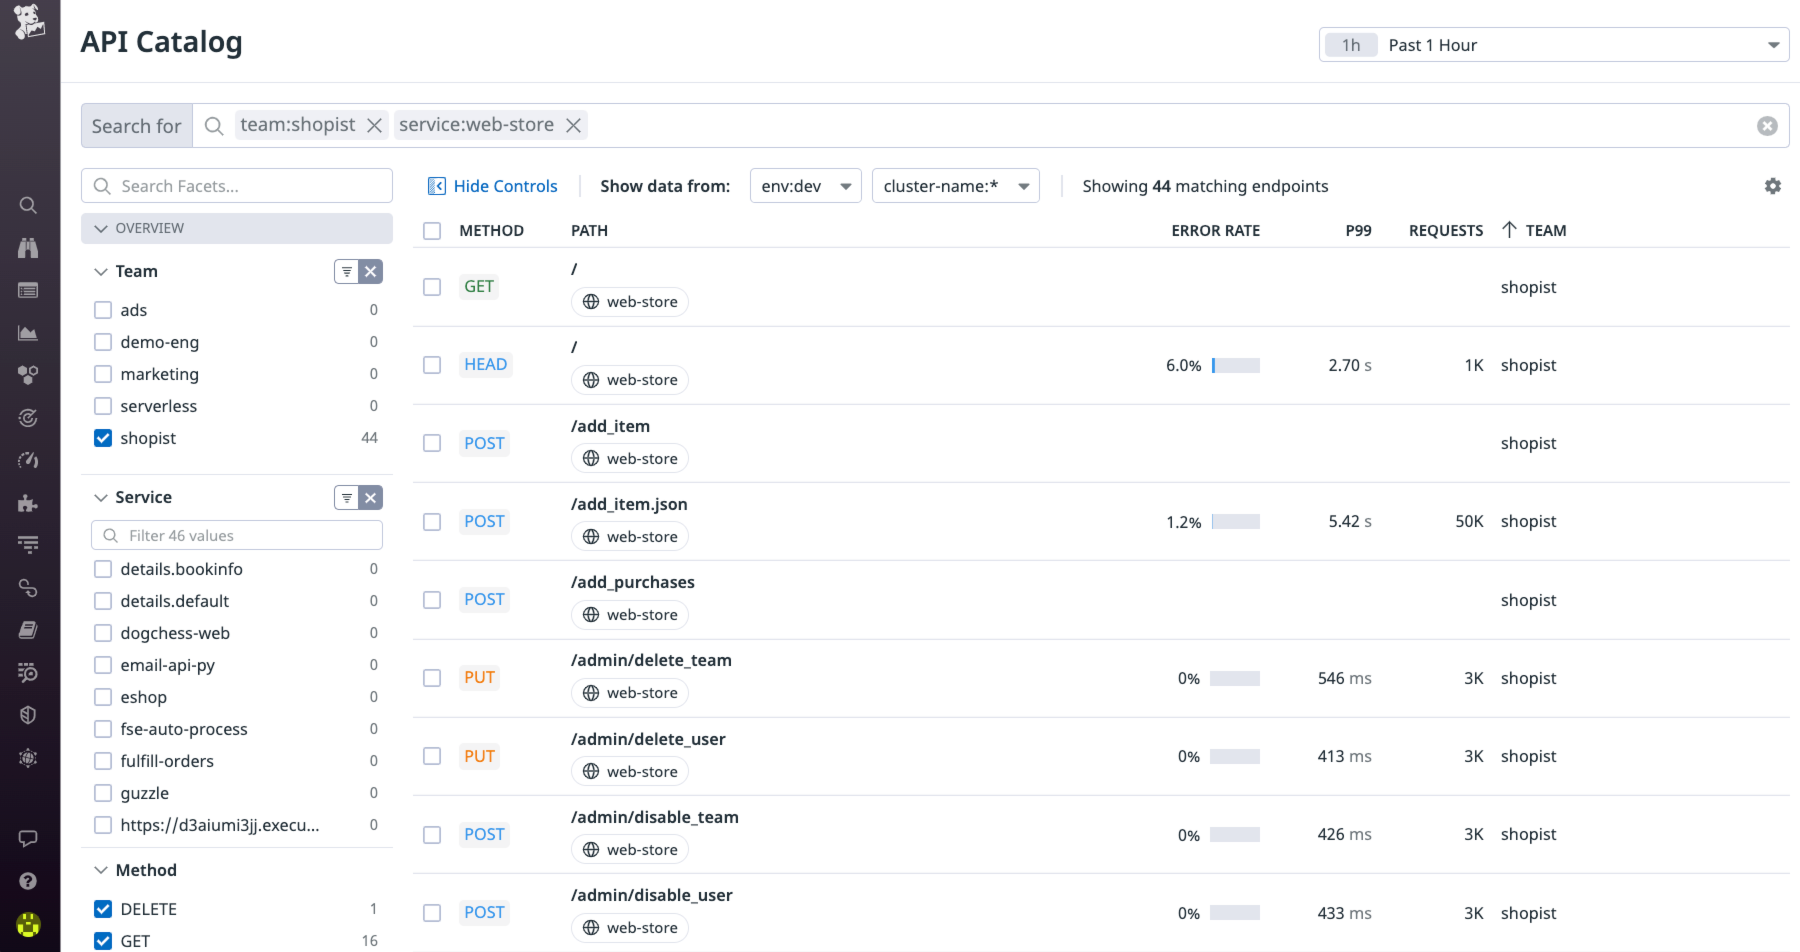 API Catalog
1h Past 1 Hour
Search for team:shopist service:web-store
Search Facets...
Hide Controls Show data from: env:dev cluster-name:* Showing 44 matching endpoints
OVERVIEW
Team
ads 0
demo-eng 0
marketing 0
serverless 0
shopist 44
Service
Filter 46 values
details.bookinfo 0
details.default 0
dogchess-web 0
email-api-py 0
eshop 0
fse-auto-process 0
fulfill-orders 0
guzzle 0
https://d3aiumi3jj.execu... 0
Method
DELETE 1
GET 16
METHOD PATH ERROR RATE P99 REQUESTS TEAM
GET / shopist
web-store
HEAD / 6.0% 2.70 s 1K shopist
web-store
POST /add_item shopist
web-store
POST /add_item.json 1.2% 5.42 s 50K shopist
web-store
POST /add_purchases shopist
web-store
PUT /admin/delete_team 0% 546 ms 3K shopist
web-store
PUT /admin/delete_user 0% 413 ms 3K shopist
web-store
POST /admin/disable_team 0% 426 ms 3K shopist
web-store
POST /admin/disable_user 0% 433 ms 3K shopist
web-store